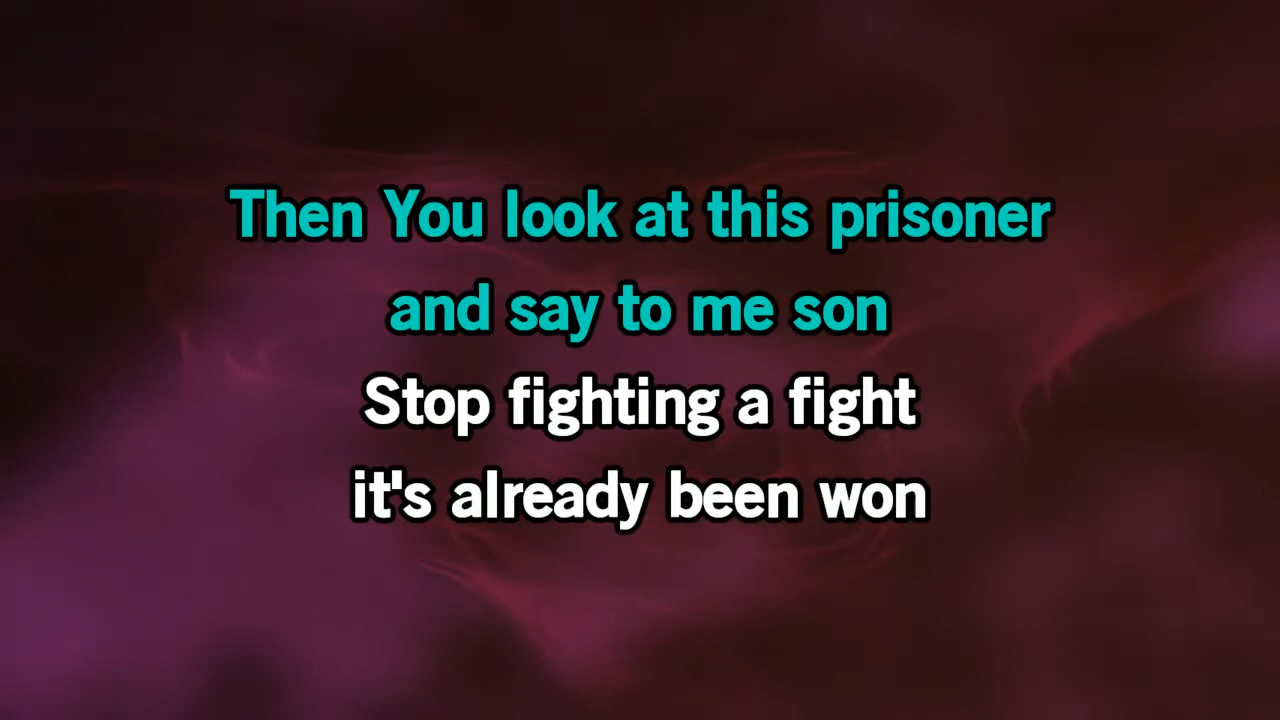 Then You look at this prisoner
and say to me son
Stop fighting a fight
it's already been won